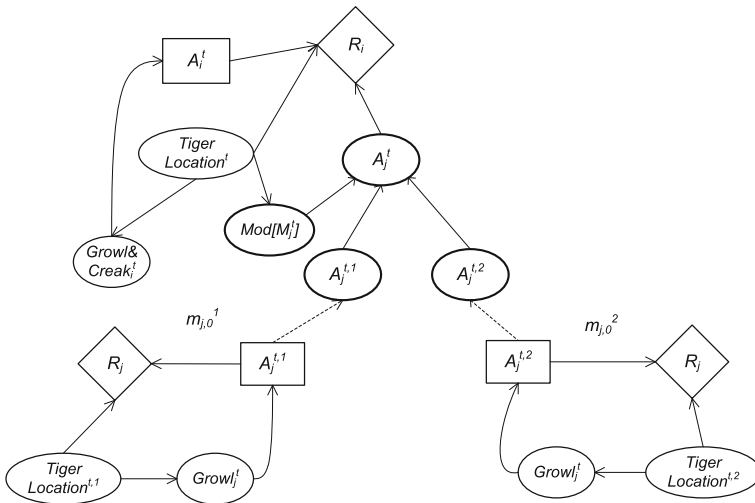 R_i
A_i^t
Tiger
Location^t
A_j^t
Mod[M_j^t]
Growl&
Creak_i^t
A_j^{t,1}
A_j^{t,2}
m_{j,0}^1
m_{j,0}^2
R_j
A_j^{t,1}
A_j^{t,2}
R_j
Tiger
Location^{t,1}
Growl_j^t
Growl_j^t
Tiger
Location^{t,2}